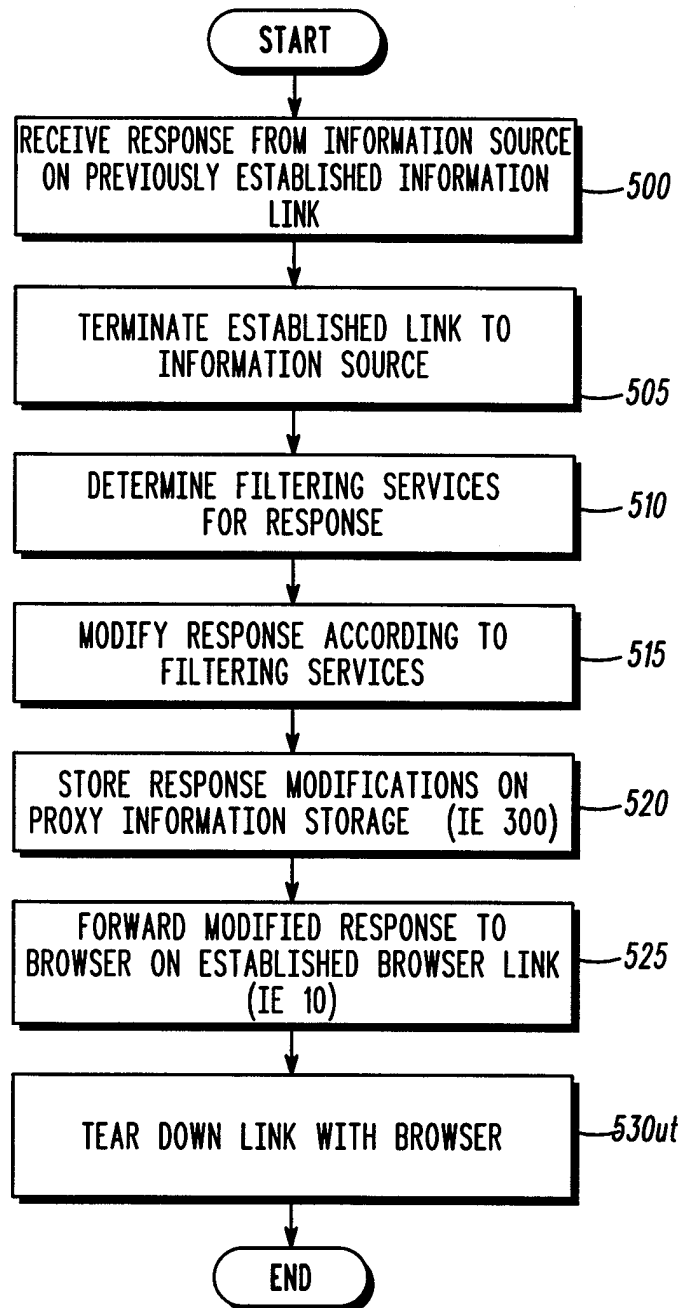 START
RECEIVE RESPONSE FROM INFORMATION SOURCE
ON PREVIOUSLY ESTABLISHED INFORMATION
LINK
500
TERMINATE ESTABLISHED LINK TO
INFORMATION SOURCE
505
DETERMINE FILTERING SERVICES
FOR RESPONSE
510
MODIFY RESPONSE ACCORDING TO
FILTERING SERVICES
515
STORE RESPONSE MODIFICATIONS ON
PROXY INFORMATION STORAGE (IE 300)
520
FORWARD MODIFIED RESPONSE TO
BROWSER ON ESTABLISHED BROWSER LINK
(IE 10)
525
TEAR DOWN LINK WITH BROWSER
530ut
END